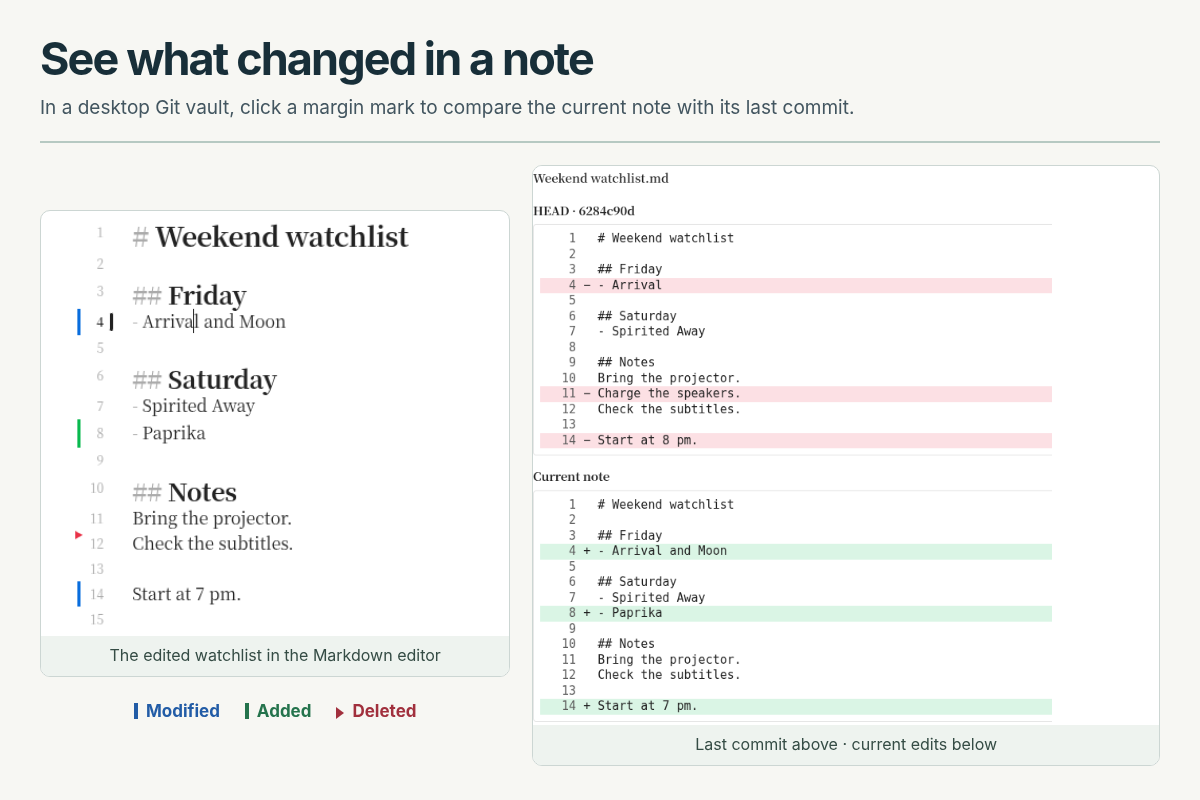 See what changed in a note
In a desktop Git vault, click a margin mark to compare the current note with its last commit.
1 # Weekend watchlist
2
3 ## Friday
4 - Arrival and Moon
5
6 ## Saturday
7 - Spirited Away
8 - Paprika
9
10 ## Notes
11 Bring the projector.
12 Check the subtitles.
13
14 Start at 7 pm.
15
The edited watchlist in the Markdown editor
Modified Added Deleted
Weekend watchlist.md
HEAD · 6284c90d
1 # Weekend watchlist
2
3 ## Friday
4 − - Arrival
5
6 ## Saturday
7 - Spirited Away
8
9 ## Notes
10 Bring the projector.
11 − Charge the speakers.
12 Check the subtitles.
13
14 − Start at 8 pm.
Current note
1 # Weekend watchlist
2
3 ## Friday
4 + - Arrival and Moon
5
6 ## Saturday
7 - Spirited Away
8 + - Paprika
9
10 ## Notes
11 Bring the projector.
12 Check the subtitles.
13
14 + Start at 7 pm.
Last commit above · current edits below